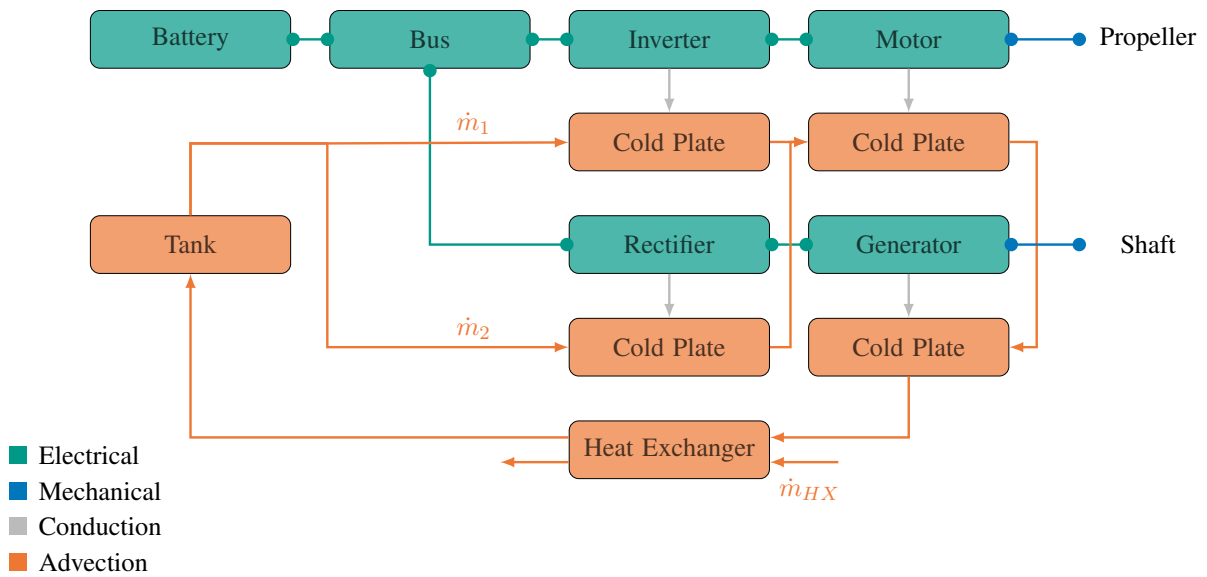 Battery
Bus
Inverter
Motor
Propeller
ṁ₁
Cold Plate
Cold Plate
Tank
Rectifier
Generator
Shaft
ṁ₂
Cold Plate
Cold Plate
Heat Exchanger
ṁ_HX
Electrical
Mechanical
Conduction
Advection